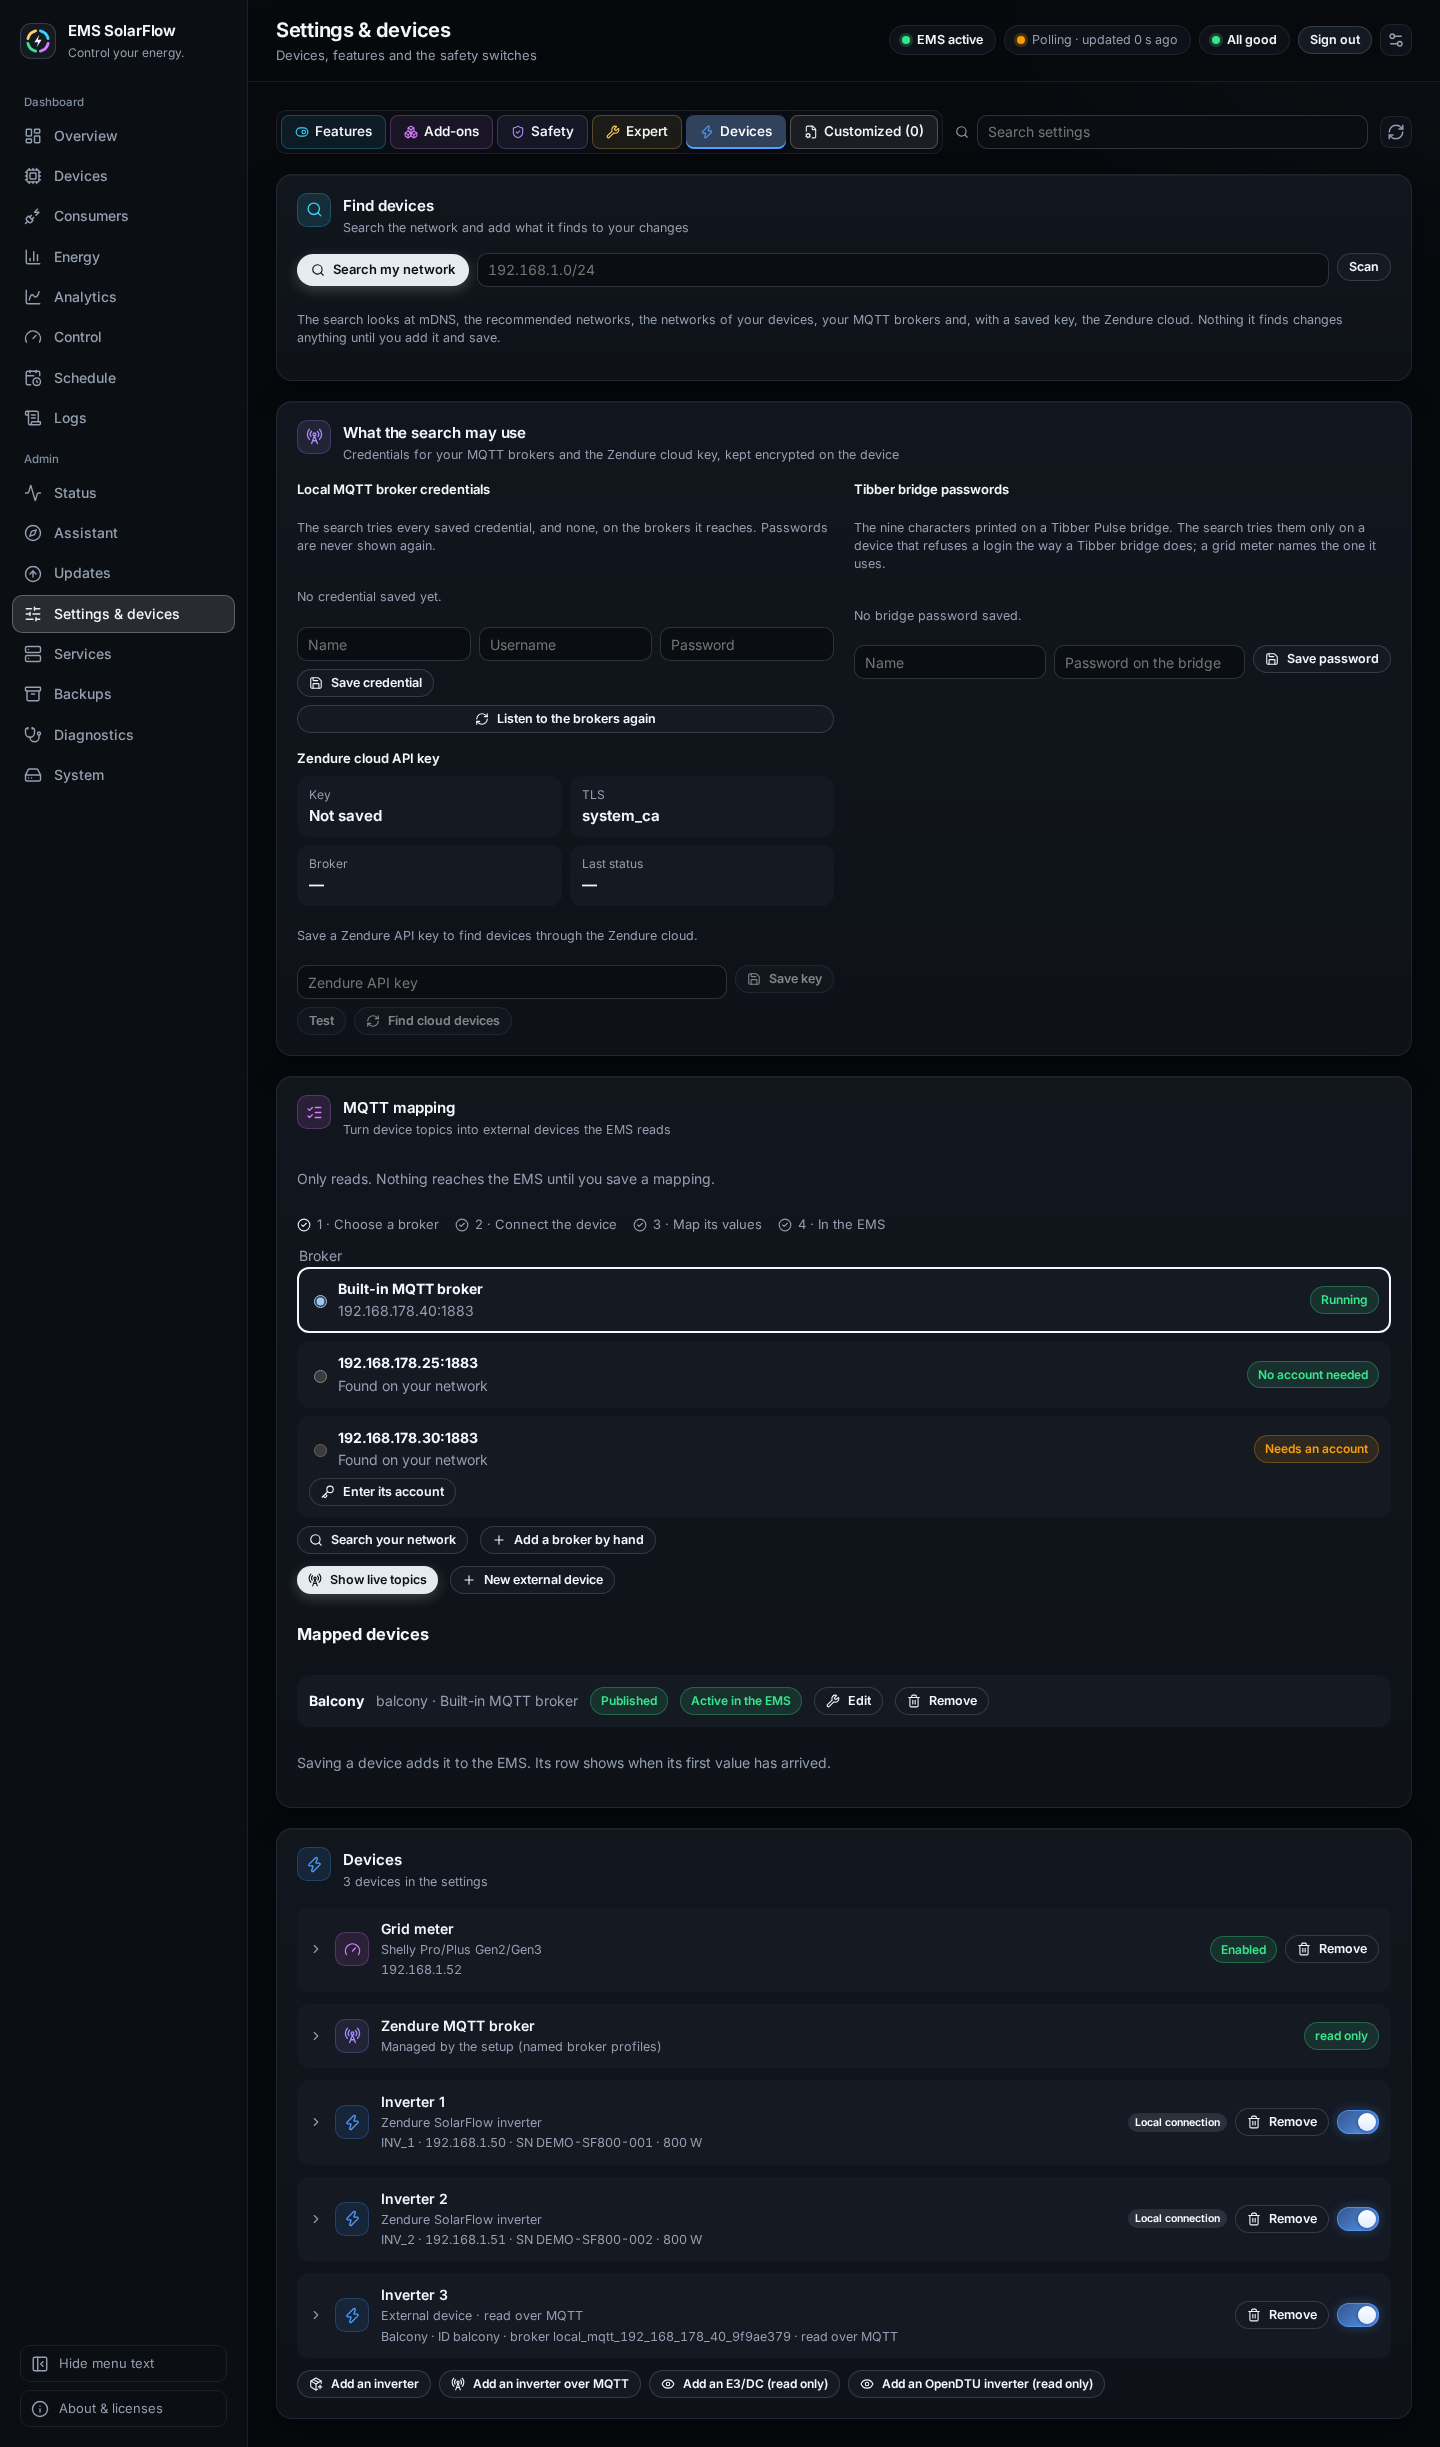 EMS SolarFlow
Control your energy.
Dashboard
Overview
Devices
Consumers
Energy
Analytics
Control
Schedule
Logs
Admin
Status
Assistant
Updates
Settings & devices
Services
Backups
Diagnostics
System
Hide menu text
About & licenses
Settings & devices
Devices, features and the safety switches
EMS active
Polling · updated 0 s ago
All good
Sign out
Features
Add-ons
Safety
Expert
Devices
Customized (0)
Search settings
Find devices
Search the network and add what it finds to your changes
Search my network
192.168.1.0/24
Scan
The search looks at mDNS, the recommended networks, the networks of your devices, your MQTT brokers and, with a saved key, the Zendure cloud. Nothing it finds changes
anything until you add it and save.
What the search may use
Credentials for your MQTT brokers and the Zendure cloud key, kept encrypted on the device
Local MQTT broker credentials
The search tries every saved credential, and none, on the brokers it reaches. Passwords
are never shown again.
No credential saved yet.
Name
Username
Password
Save credential
Listen to the brokers again
Zendure cloud API key
Key
Not saved
TLS
system_ca
Broker
—
Last status
—
Save a Zendure API key to find devices through the Zendure cloud.
Zendure API key
Save key
Test
Find cloud devices
Tibber bridge passwords
The nine characters printed on a Tibber Pulse bridge. The search tries them only on a
device that refuses a login the way a Tibber bridge does; a grid meter names the one it
uses.
No bridge password saved.
Name
Password on the bridge
Save password
MQTT mapping
Turn device topics into external devices the EMS reads
Only reads. Nothing reaches the EMS until you save a mapping.
1 · Choose a broker
2 · Connect the device
3 · Map its values
4 · In the EMS
Broker
Built-in MQTT broker
192.168.178.40:1883
Running
192.168.178.25:1883
Found on your network
No account needed
192.168.178.30:1883
Found on your network
Needs an account
Enter its account
Search your network
Add a broker by hand
Show live topics
New external device
Mapped devices
Balcony
balcony · Built-in MQTT broker
Published
Active in the EMS
Edit
Remove
Saving a device adds it to the EMS. Its row shows when its first value has arrived.
Devices
3 devices in the settings
Grid meter
Shelly Pro/Plus Gen2/Gen3
192.168.1.52
Enabled
Remove
Zendure MQTT broker
Managed by the setup (named broker profiles)
read only
Inverter 1
Zendure SolarFlow inverter
INV_1 · 192.168.1.50 · SN DEMO-SF800-001 · 800 W
Local connection
Remove
Inverter 2
Zendure SolarFlow inverter
INV_2 · 192.168.1.51 · SN DEMO-SF800-002 · 800 W
Local connection
Remove
Inverter 3
External device · read over MQTT
Balcony · ID balcony · broker local_mqtt_192_168_178_40_9f9ae379 · read over MQTT
Remove
Add an inverter
Add an inverter over MQTT
Add an E3/DC (read only)
Add an OpenDTU inverter (read only)